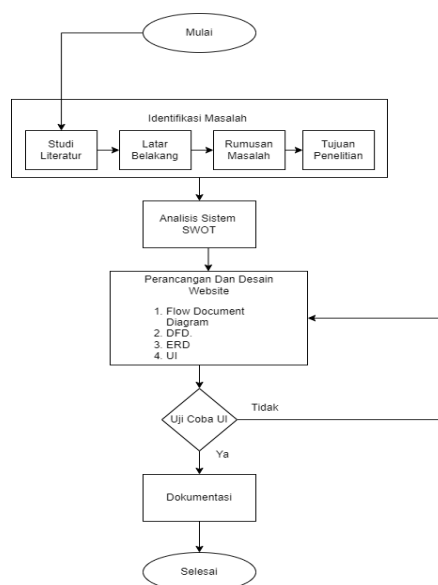 Mulai
Identifikasi Masalah
Studi
Literatur
Latar
Belakang
Rumusan
Masalah
Tujuan
Penelitian
Analisis Sistem
SWOT
Perancangan Dan Desain
Website
1. Flow Document
Diagram
2. DFD.
3. ERD
4. UI
Uji Coba UI
Tidak
Ya
Dokumentasi
Selesai